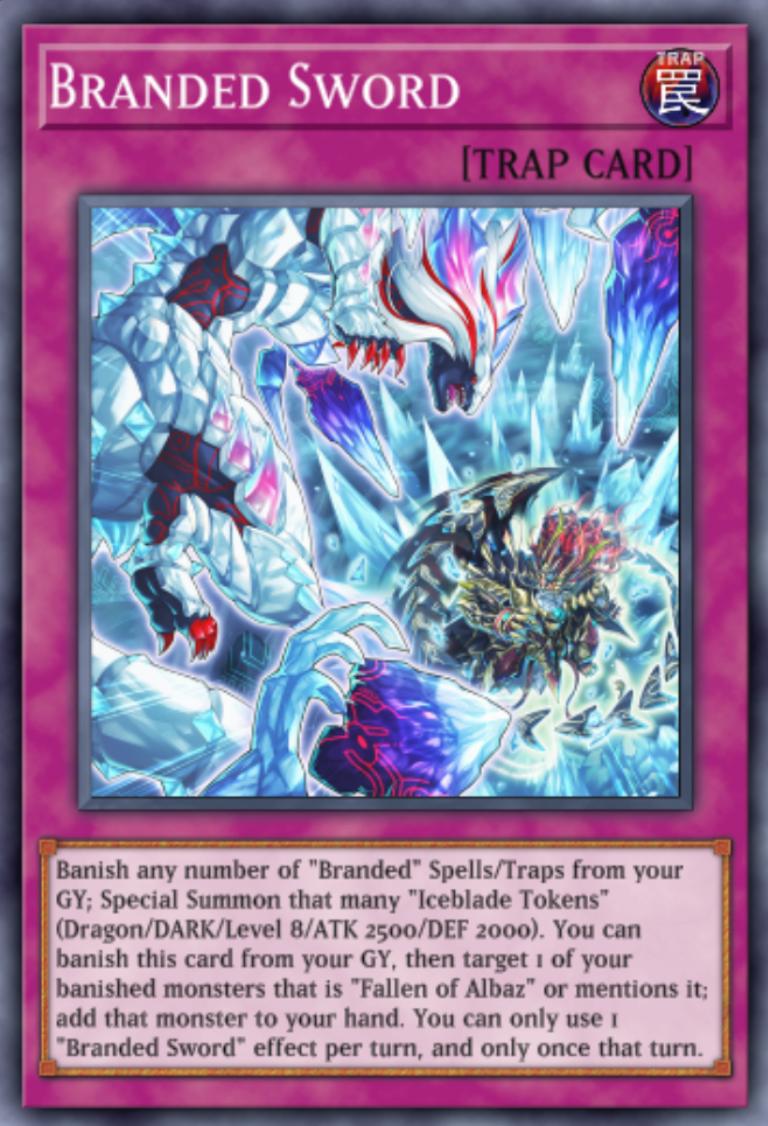 BRANDED SWORD
TRAP
罠
[TRAP CARD]
Banish any number of "Branded" Spells/Traps from your
GY; Special Summon that many "Iceblade Tokens"
(Dragon/DARK/Level 8/ATK 2500/DEF 2000). You can
banish this card from your GY, then target 1 of your
banished monsters that is "Fallen of Albaz" or mentions it;
add that monster to your hand. You can only use 1
"Branded Sword" effect per turn, and only once that turn.